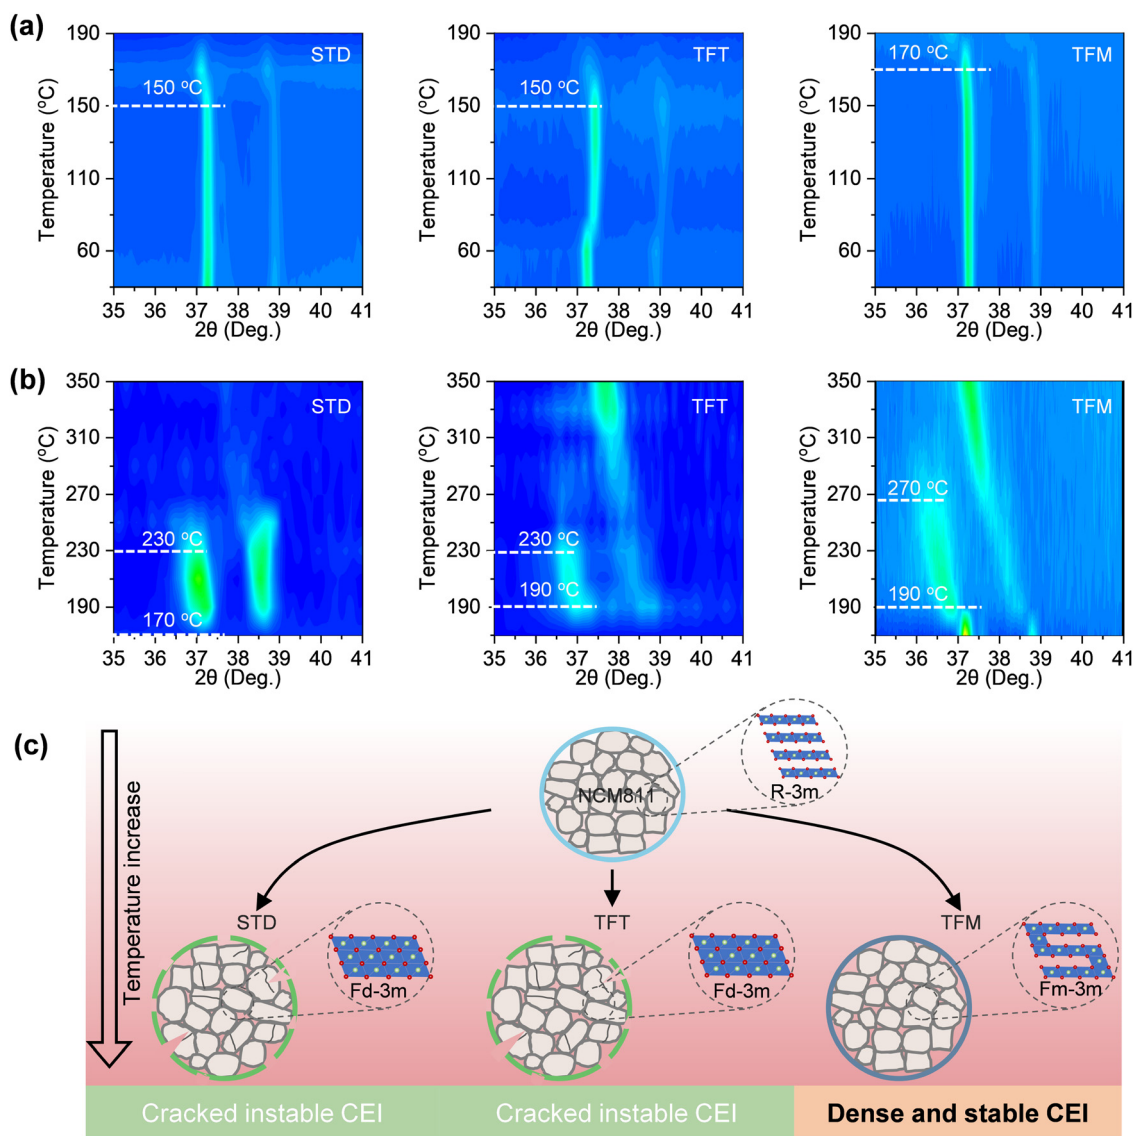 (a)
190
150
110
60
Temperature (°C)
STD
150 °C
35 36 37 38 39 40 41
2θ (Deg.)
190
150
110
60
Temperature (°C)
TFT
150 °C
35 36 37 38 39 40 41
2θ (Deg.)
190
150
110
60
Temperature (°C)
TFM
170 °C
35 36 37 38 39 40 41
2θ (Deg.)
(b)
350
310
270
230
190
Temperature (°C)
STD
230 °C
170 °C
35 36 37 38 39 40 41
2θ (Deg.)
350
310
270
230
190
Temperature (°C)
TFT
230 °C
190 °C
35 36 37 38 39 40 41
2θ (Deg.)
350
310
270
230
190
Temperature (°C)
TFM
270 °C
190 °C
35 36 37 38 39 40 41
2θ (Deg.)
(c)
Temperature increase
NCM811
R-3m
STD
Fd-3m
TFT
Fd-3m
TFM
Fm-3m
Cracked instable CEI
Cracked instable CEI
Dense and stable CEI